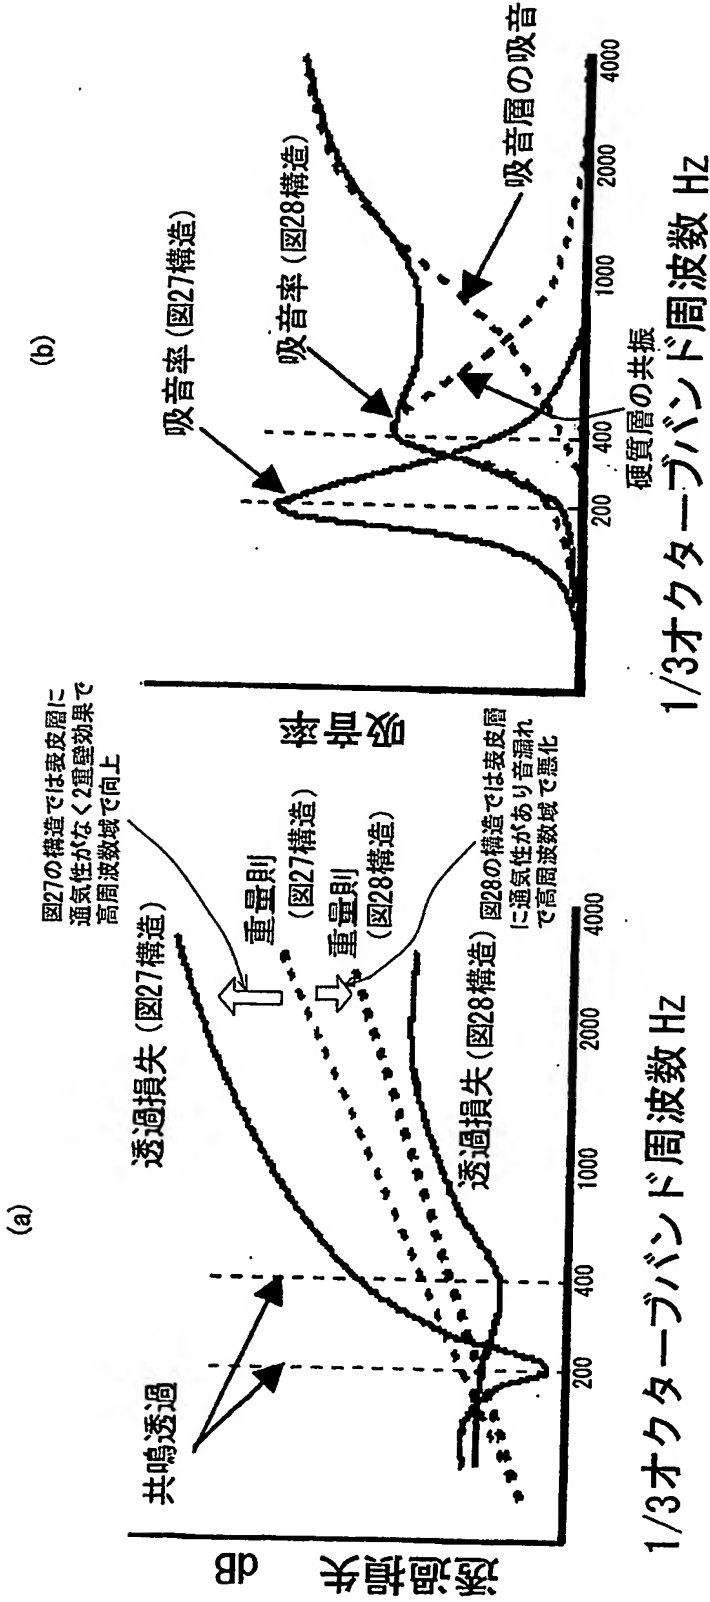 (a)
透過損失
dB
共鳴透過
透過損失(図27構造)
図27の構造では表皮層に
通気性がなく2重壁効果で
高周波数域で向上
重量則
(図27構造)
重量則
(図28構造)
透過損失(図28構造)
図28の構造では表皮層
に通気性があり音漏れ
で高周波数域で悪化
200
400
1000
2000
4000
1/3オクターブバンド周波数 Hz
(b)
吸音率
吸音率(図27構造)
吸音率(図28構造)
吸音層の吸音
硬質層の共振
200
400
1000
2000
4000
1/3オクターブバンド周波数 Hz